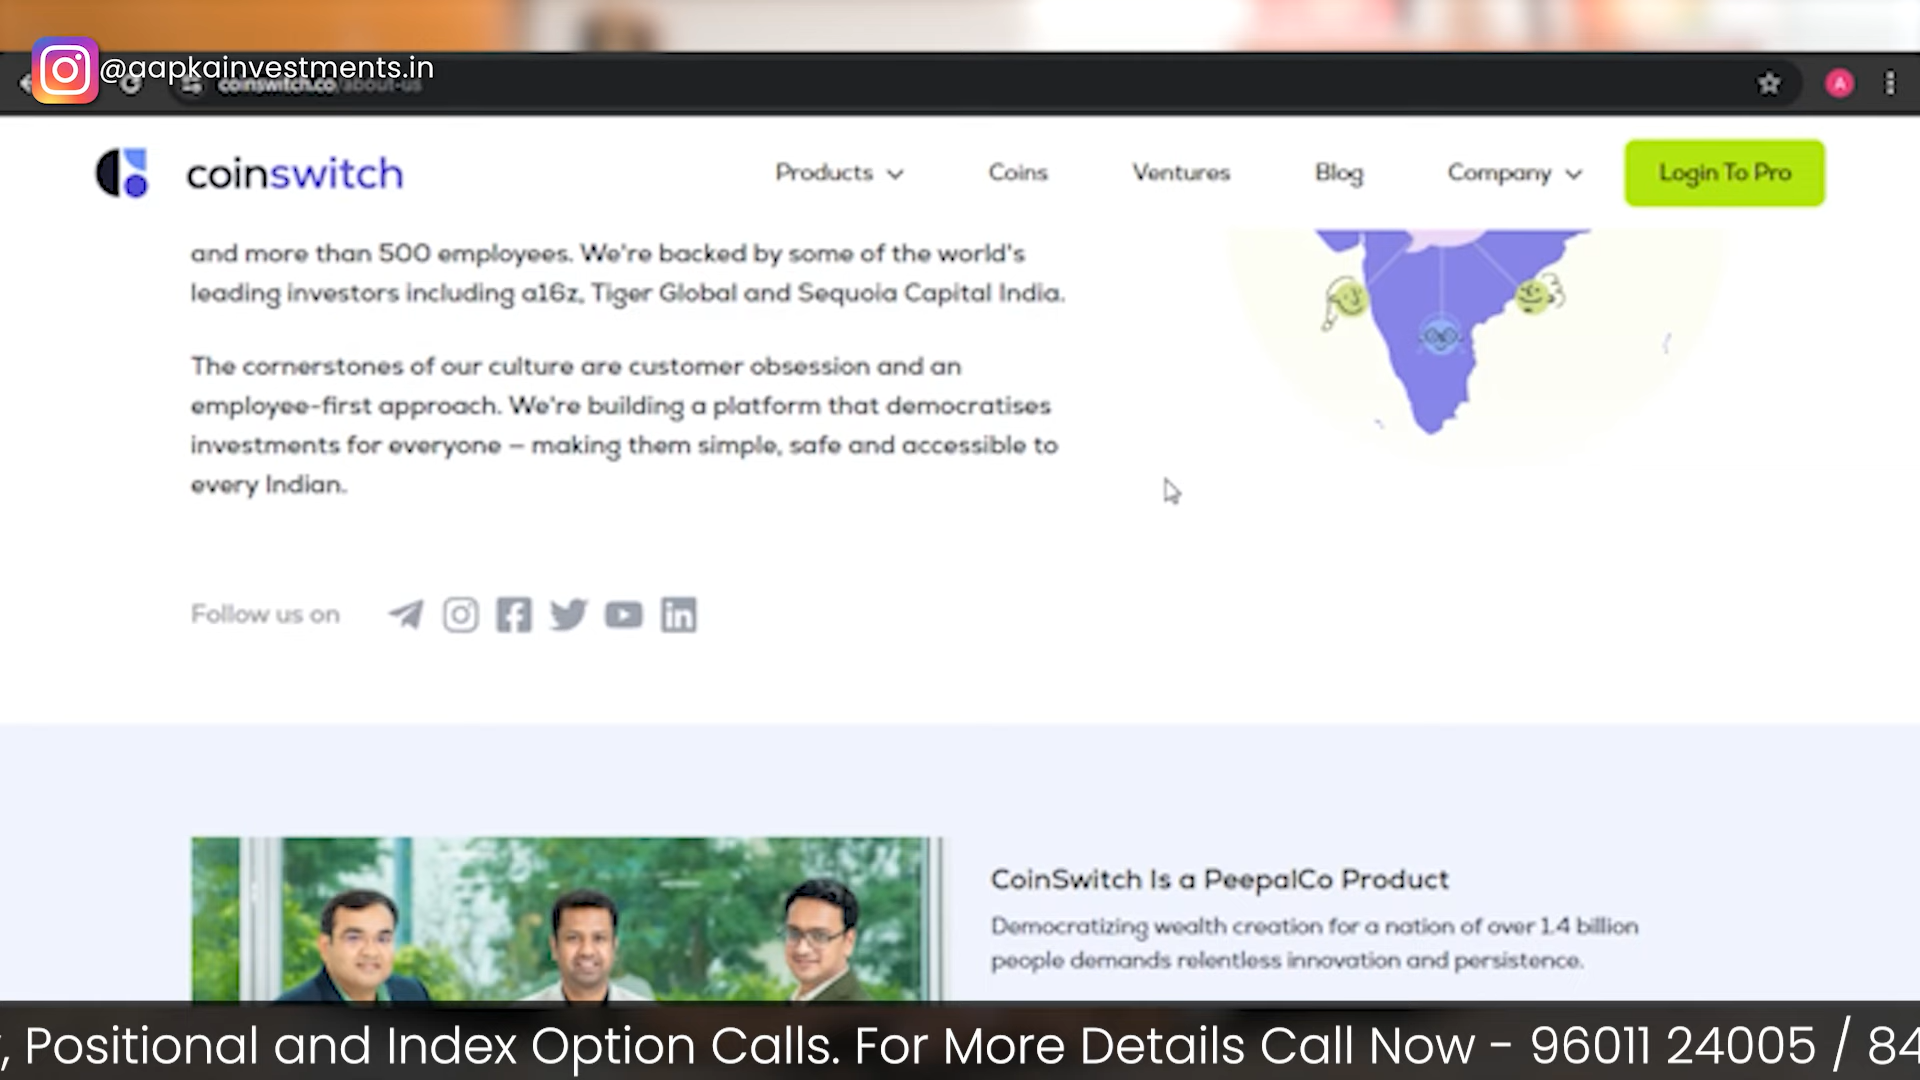 @aapkainvestments.in
coinswitch.co/about-us
A
coinswitch
Products
Coins
Ventures
Blog
Company
Login To Pro
and more than 500 employees. We're backed by some of the world's
leading investors including a16z, Tiger Global and Sequoia Capital India.
The cornerstones of our culture are customer obsession and an
employee-first approach. We're building a platform that democratises
investments for everyone – making them simple, safe and accessible to
every Indian.
Follow us on
CoinSwitch Is a PeepalCo Product
Democratizing wealth creation for a nation of over 1.4 billion
people demands relentless innovation and persistence.
, Positional and Index Option Calls. For More Details Call Now - 96011 24005 / 84